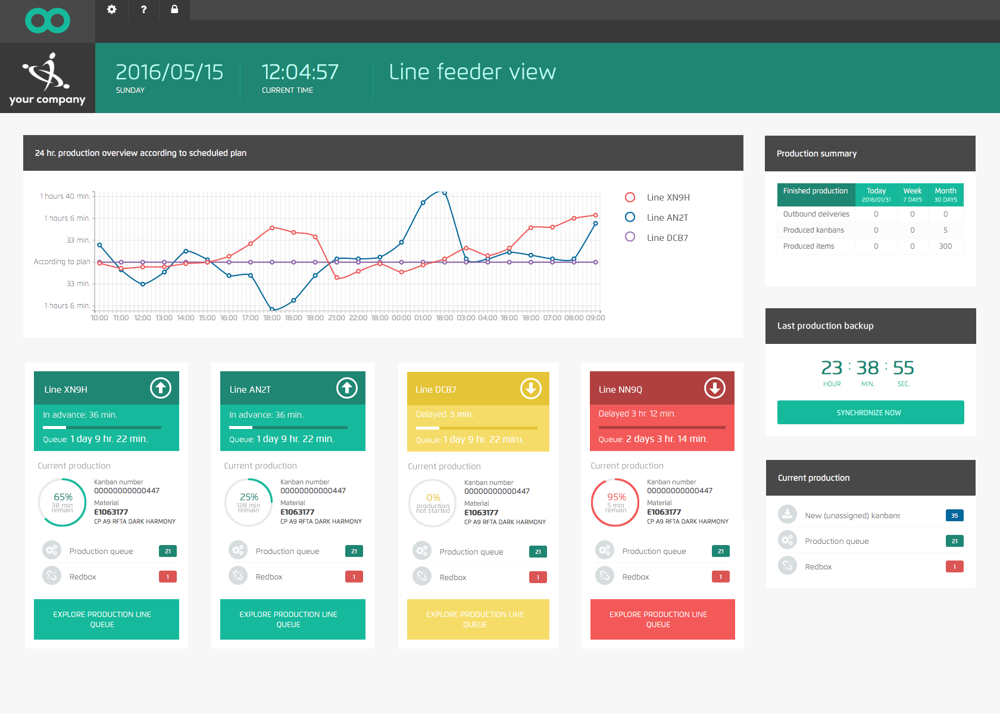 ?
your company
2016/05/15
SUNDAY
12:04:57
CURRENT TIME
Line feeder view
24 hr. production overview according to scheduled plan
1 hours 40 min.
1 hours 6 min.
33 min.
According to plan
33 min.
1 hours 6 min.
10:00 11:00 12:00 13:00 14:00 15:00 16:00 17:00 18:00 18:00 18:00 21:00 22:00 18:00 00:00 01:00 18:00 03:00 04:00 18:00 18:00 07:00 08:00 09:00
Line XN9H
Line AN2T
Line DCB7
Production summary
Finished production Today Week Month
2016/01/31 7 DAYS 30 DAYS
Outbound deliveries 0 0 0
Produced kanbans 0 0 5
Produced items 0 0 300
Last production backup
23 : 38 : 55
HOUR MIN. SEC.
SYNCHRONIZE NOW
Current production
New (unassigned) kanbans 35
Production queue 21
Redbox 1
Line XN9H
In advance: 36 min.
Queue: 1 day 9 hr. 22 min.
Current production
65%
38 min
remain
Kanban number
00000000000447
Material
E1063177
CP A9 RFTA DARK HARMONY
Production queue 21
Redbox 1
EXPLORE PRODUCTION LINE
QUEUE
Line AN2T
In advance: 36 min.
Queue: 1 day 9 hr. 22 min.
Current production
25%
128 min
remain
Kanban number
00000000000447
Material
E1063177
CP A9 RFTA DARK HARMONY
Production queue 21
Redbox 1
EXPLORE PRODUCTION LINE
QUEUE
Line DCB7
Delayed 5 min.
Queue: 1 day 9 hr. 22 min.
Current production
0%
production
not started
Kanban number
00000000000447
Material
E1063177
CP A9 RFTA DARK HARMONY
Production queue 21
Redbox 1
EXPLORE PRODUCTION LINE
QUEUE
Line NN9Q
Delayed 3 hr. 12 min.
Queue: 2 days 3 hr. 14 min.
Current production
95%
5 min
remain
Kanban number
00000000000447
Material
E1063177
CP A9 RFTA DARK HARMONY
Production queue 21
Redbox 1
EXPLORE PRODUCTION LINE
QUEUE